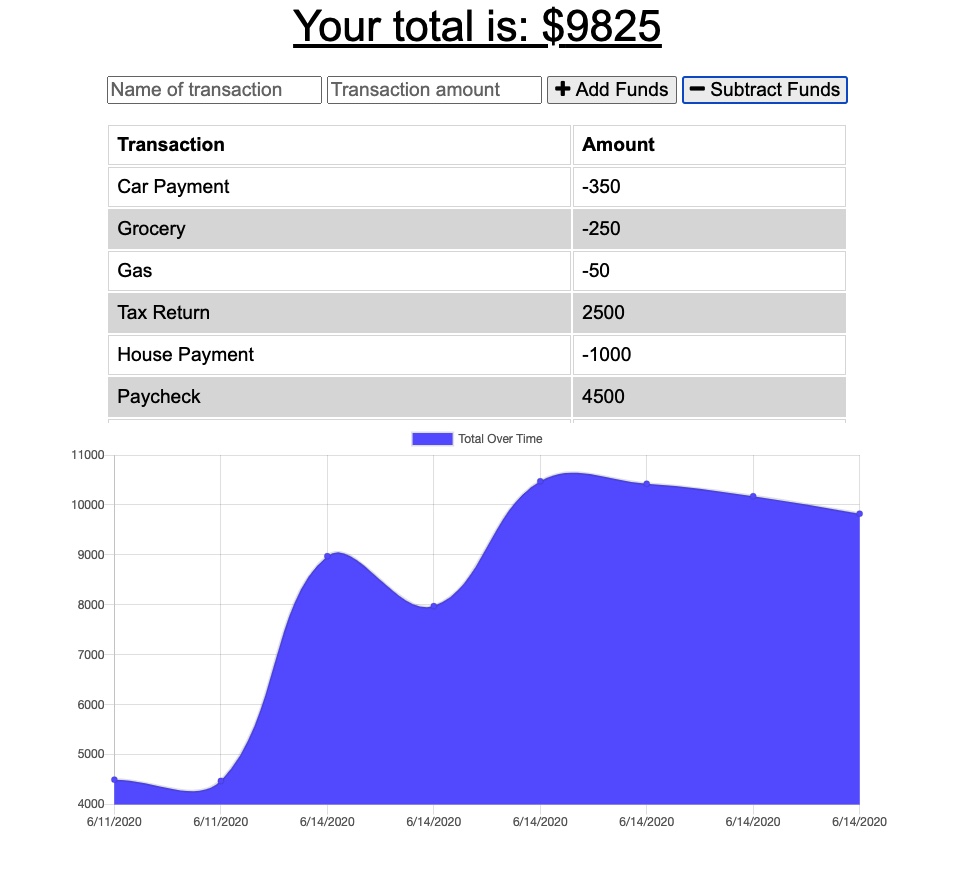 Your total is: $9825
Name of transaction Transaction amount + Add Funds − Subtract Funds
Transaction Amount
Car Payment -350
Grocery -250
Gas -50
Tax Return 2500
House Payment -1000
Paycheck 4500
Total Over Time
11000
10000
9000
8000
7000
6000
5000
4000
6/11/2020 6/11/2020 6/14/2020 6/14/2020 6/14/2020 6/14/2020 6/14/2020 6/14/2020